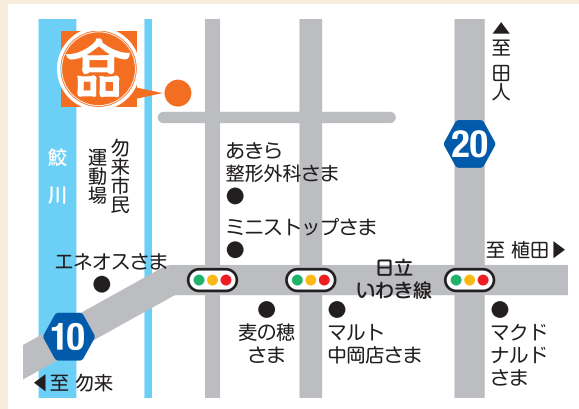 合品
至 田人
20
鮫川
勿来市民
運動場
あきら
整形外科さま
ミニストップさま
エネオスさま
至 植田
日立
いわき線
10
麦の穂
さま
マルト
中岡店さま
マクド
ナルド
さま
至 勿来